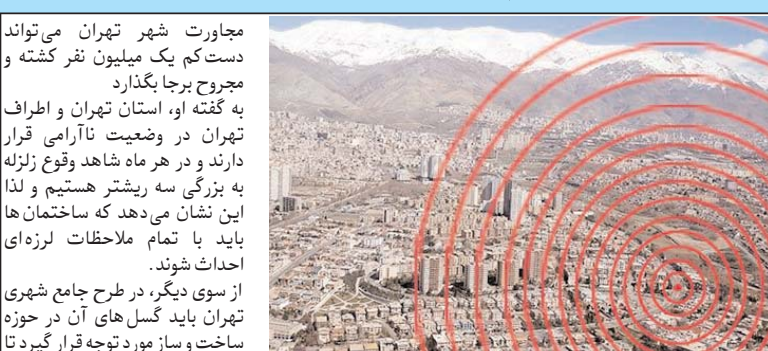 مجاورت شهر تهران می‌تواند
دست‌کم یک میلیون نفر کشته و
مجروح برجا بگذارد
به گفته او، استان تهران و اطراف
تهران در وضعیت ناآرامی قرار
دارند و در هر ماه شاهد وقوع زلزله
به بزرگی سه ریشتر هستیم و لذا
این نشان می‌دهد که ساختمان‌ها
باید با تمام ملاحظات لرزه‌ای
احداث شوند.
از سوی دیگر، در طرح جامع شهری
تهران باید گسل‌های آن در حوزه
ساخت‌و‌ساز مورد توجه قرار گیرد تا